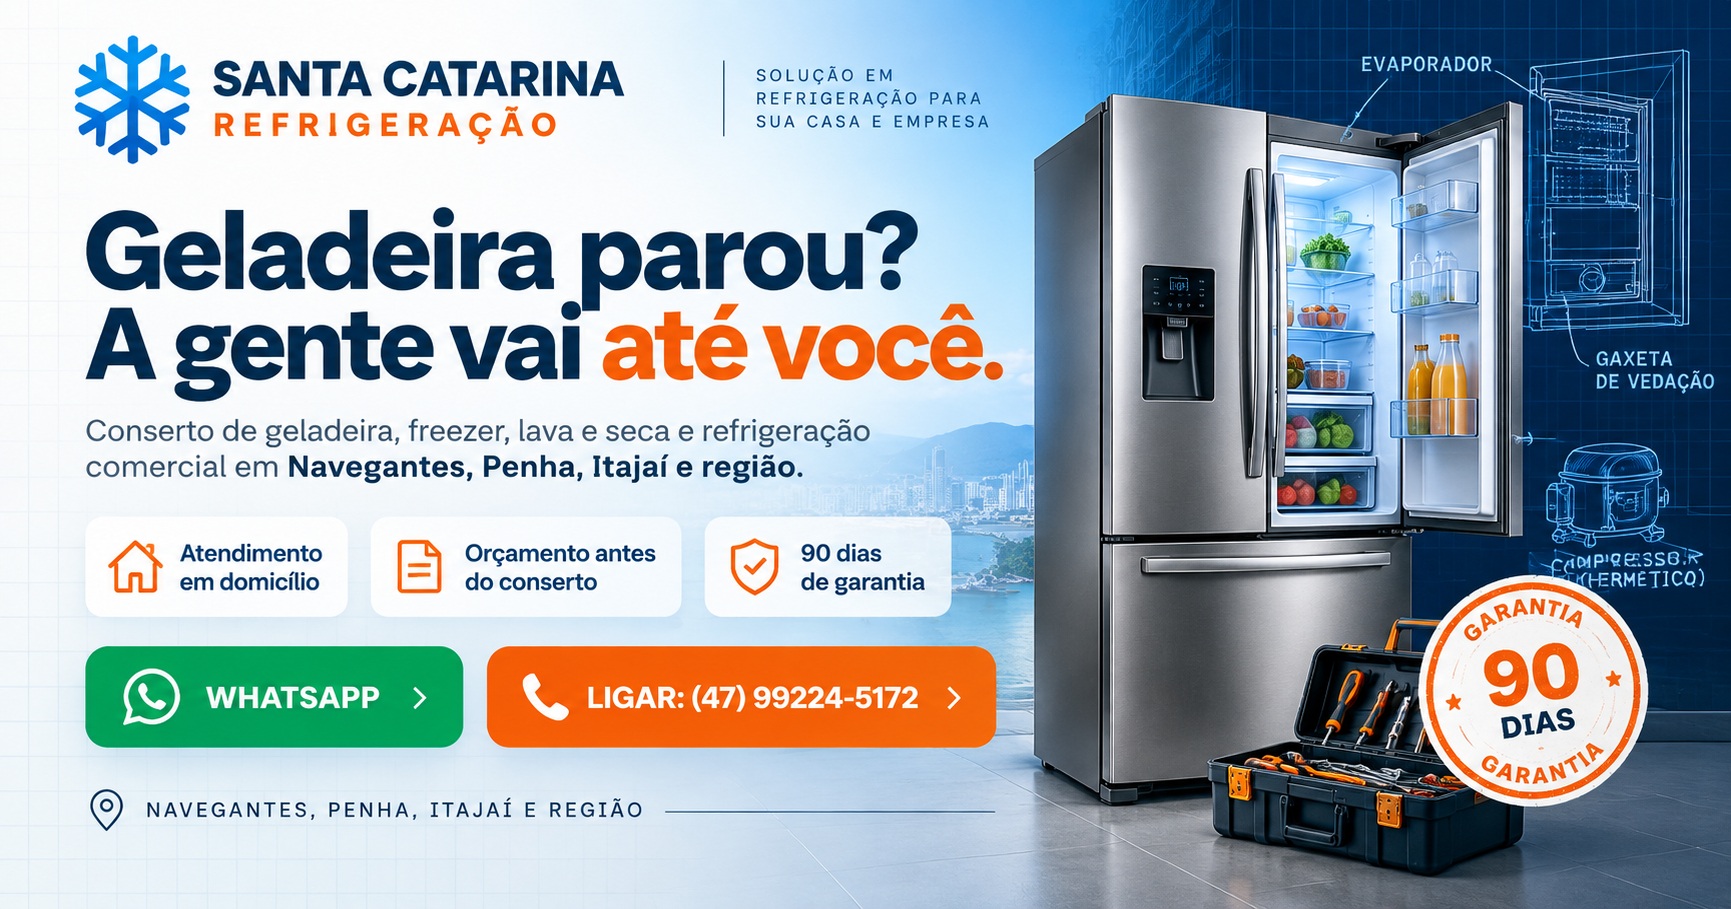 SANTA CATARINA
REFRIGERAÇÃO
SOLUÇÃO EM
REFRIGERAÇÃO PARA
SUA CASA E EMPRESA
Geladeira parou?
A gente vai até você.
Conserto de geladeira, freezer, lava e seca e refrigeração
comercial em Navegantes, Penha, Itajaí e região.
Atendimento
em domicílio
Orçamento antes
do conserto
90 dias
de garantia
WHATSAPP
LIGAR: (47) 99224-5172
NAVEGANTES, PENHA, ITAJAÍ E REGIÃO
EVAPORADOR
GAXETA
DE VEDAÇÃO
GARANTIA
90
DIAS
GARANTIA